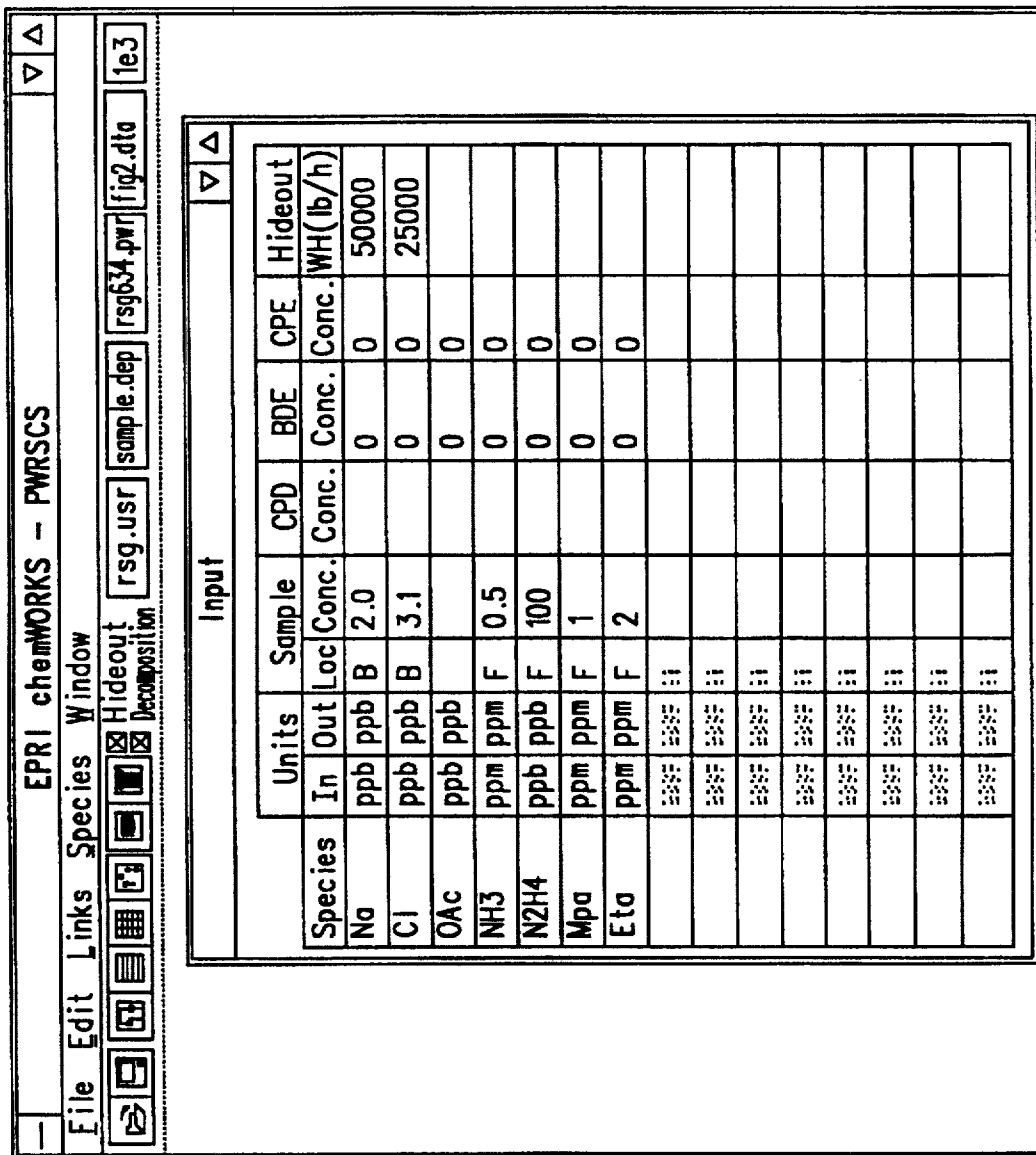 EPRI chemWORKS – PWRSCS
File Edit Links Species Window
Hideout
Decomposition
rsg.usr sample.dep rsg634.pwr fig2.dta 1e3
Input
Units Sample CPD BDE CPE Hideout
Species In Out Loc Conc. Conc. Conc. Conc. WH(lb/h)
Na ppb ppb B 2.0 0 0 50000
Cl ppb ppb B 3.1 0 0 25000
OAc ppb ppb 0 0
NH3 ppm ppm F 0.5 0 0
N2H4 ppb ppb F 100 0 0
Mpa ppm ppm F 1 0 0
Eta ppm ppm F 2 0 0